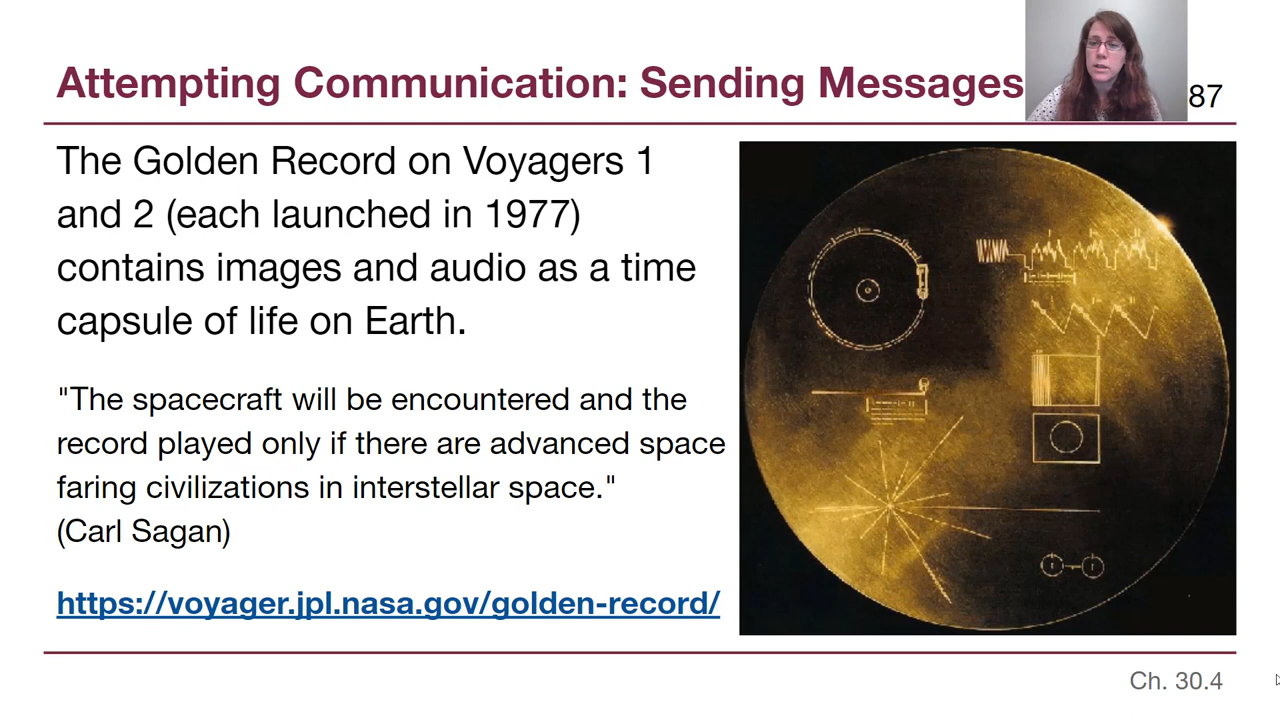 Attempting Communication: Sending Messages
87
The Golden Record on Voyagers 1
and 2 (each launched in 1977)
contains images and audio as a time
capsule of life on Earth.
"The spacecraft will be encountered and the
record played only if there are advanced space
faring civilizations in interstellar space."
(Carl Sagan)
https://voyager.jpl.nasa.gov/golden-record/
Ch. 30.4